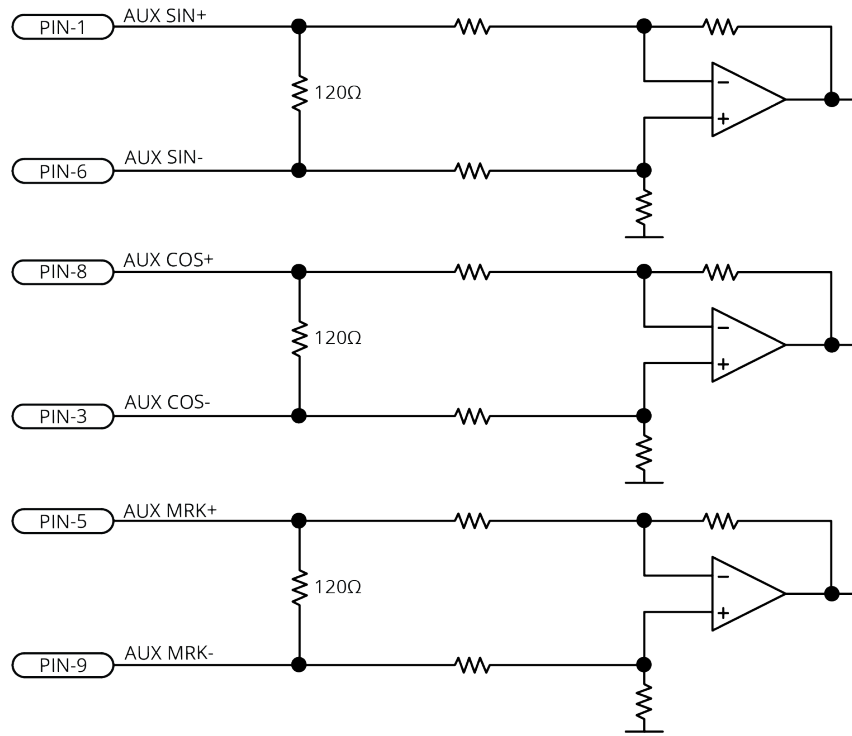 PIN-1 AUX SIN+
120Ω
PIN-6 AUX SIN-
PIN-8 AUX COS+
120Ω
PIN-3 AUX COS-
PIN-5 AUX MRK+
120Ω
PIN-9 AUX MRK-